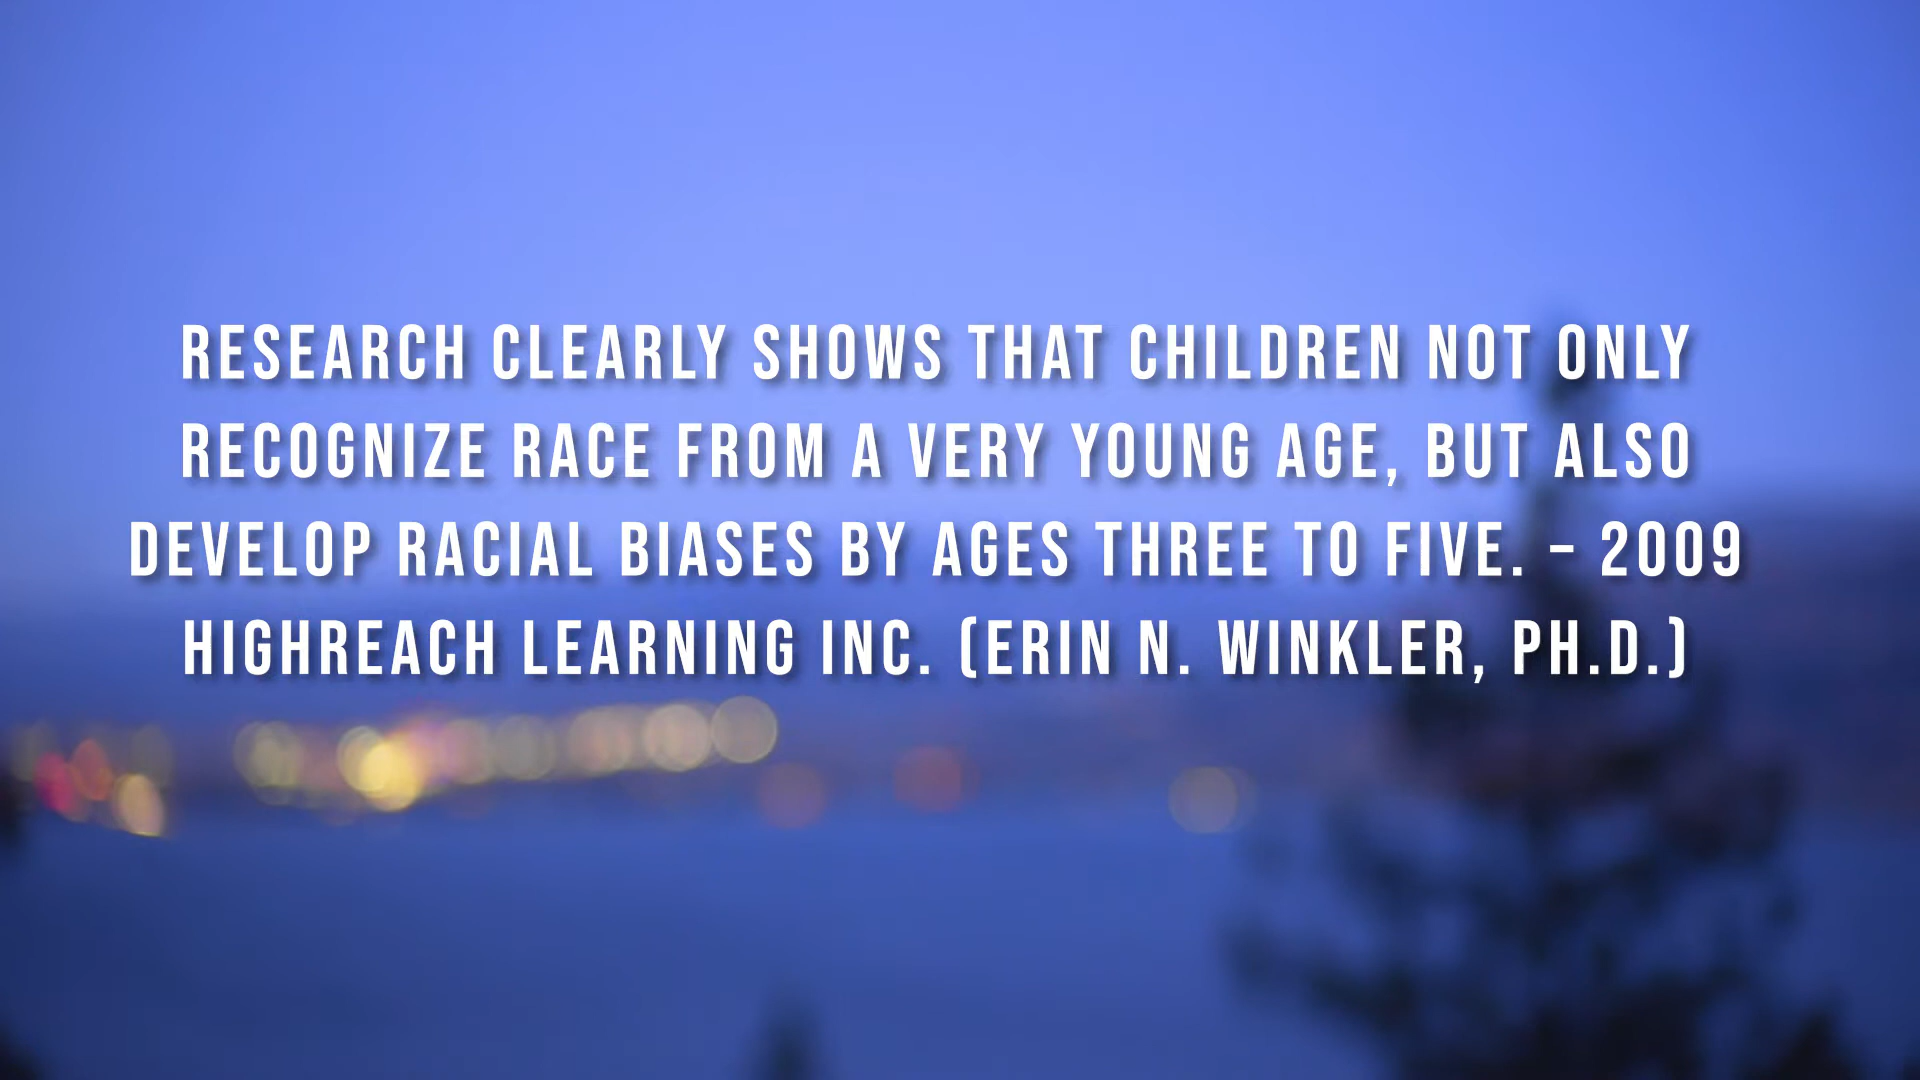 RESEARCH CLEARLY SHOWS THAT CHILDREN NOT ONLY
RECOGNIZE RACE FROM A VERY YOUNG AGE, BUT ALSO
DEVELOP RACIAL BIASES BY AGES THREE TO FIVE. – 2009
HIGHREACH LEARNING INC. (ERIN N. WINKLER, PH.D.)